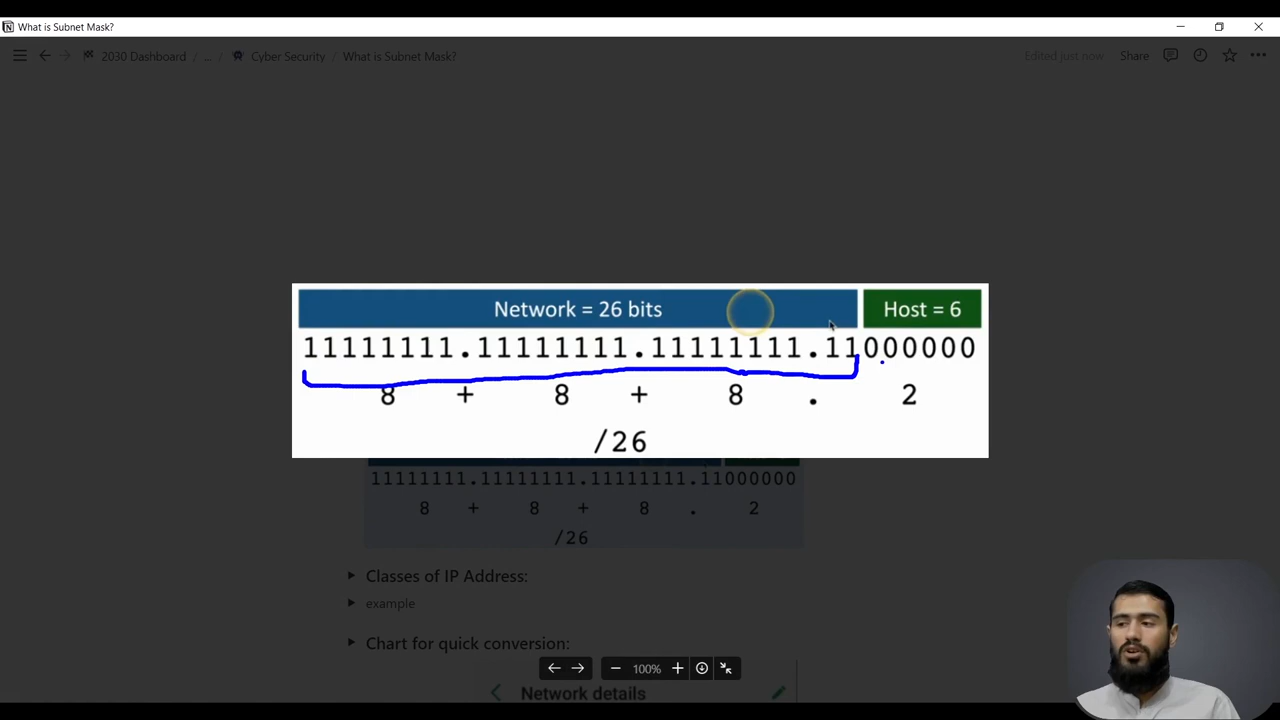 What is Subnet Mask?
2030 Dashboard / ... / Cyber Security / What is Subnet Mask?
Edited just now Share
Network = 26 bits Host = 6
11111111.11111111.11111111.11000000
8 + 8 + 8 . 2
/26
11111111.11111111.11111111.11000000
8 + 8 + 8 . 2
/26
Classes of IP Address:
example
Chart for quick conversion:
100%
Network details